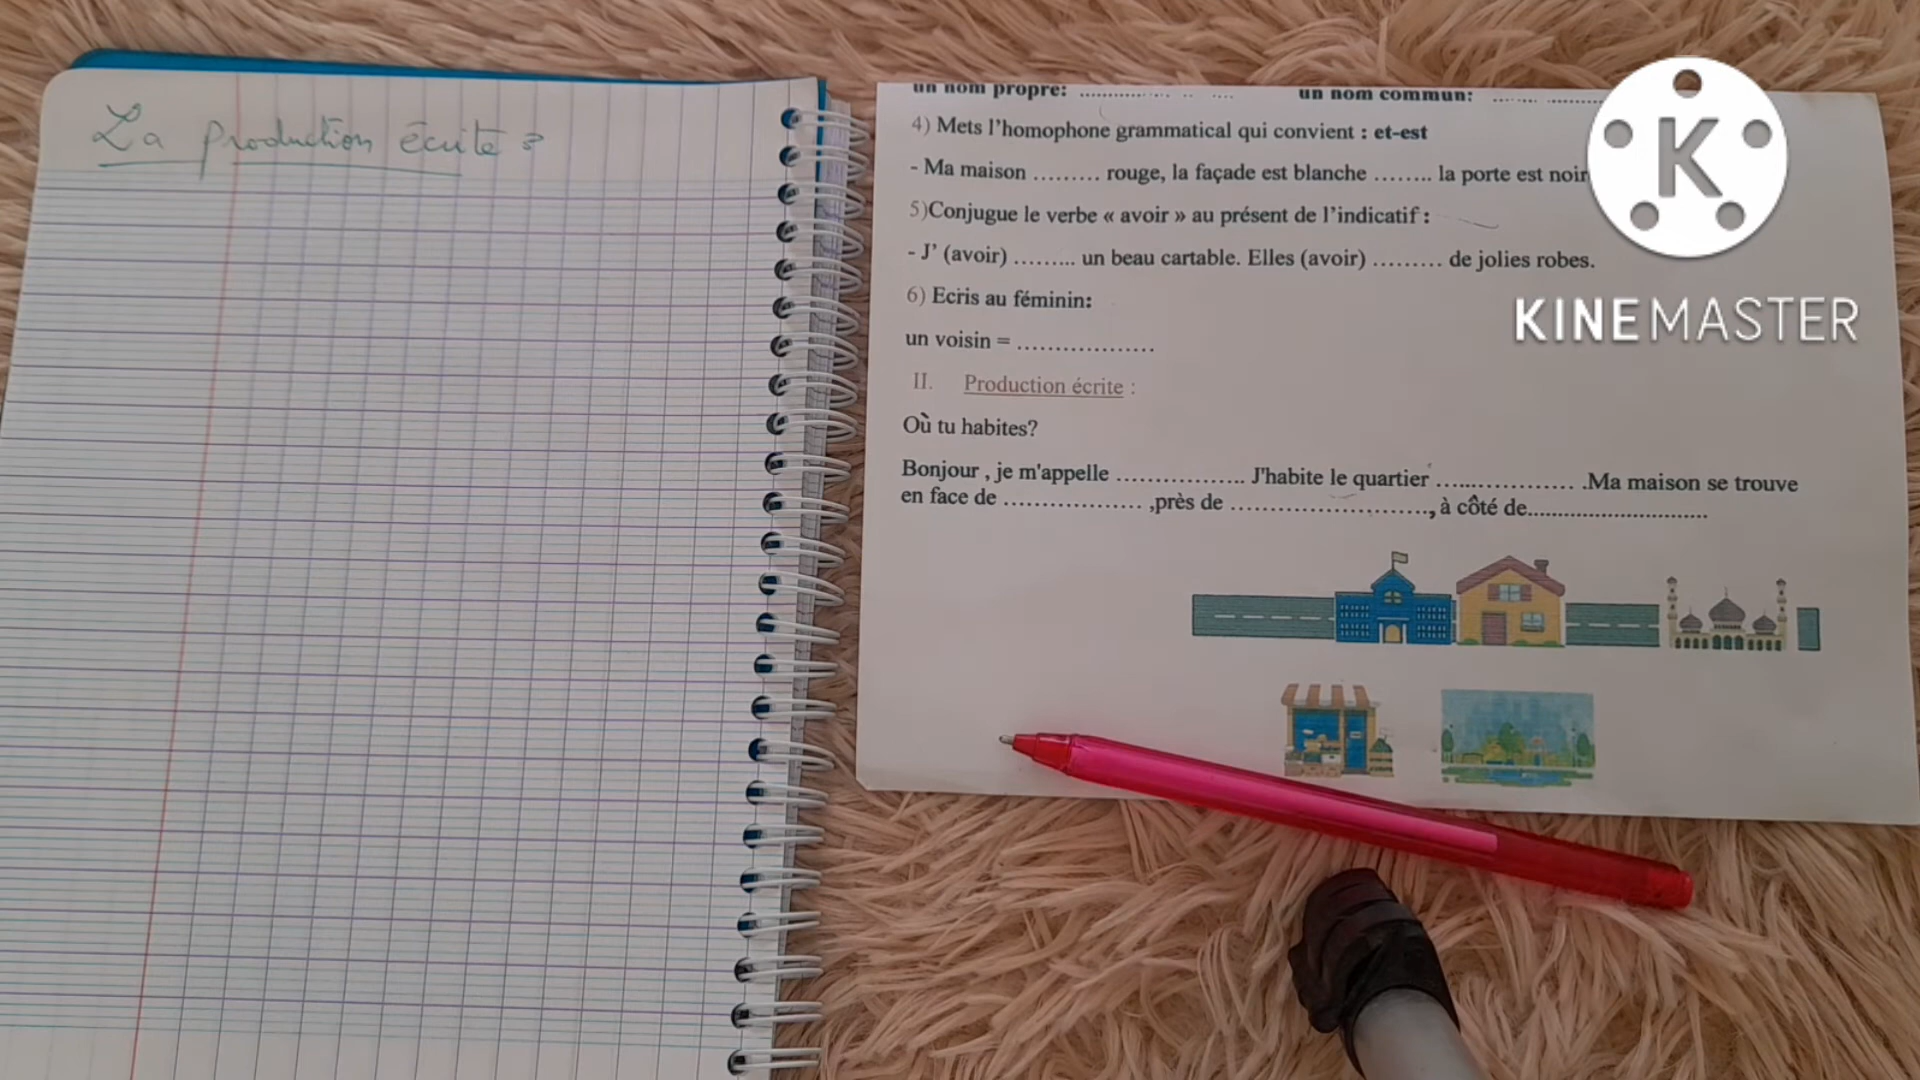 La production écrite :
un nom propre: .................. un nom commun: ..................
4) Mets l'homophone grammatical qui convient : et-est
- Ma maison ......... rouge, la façade est blanche ........ la porte est noir
5)Conjugue le verbe « avoir » au présent de l'indicatif :
- J' (avoir) ......... un beau cartable. Elles (avoir) ......... de jolies robes.
6) Ecris au féminin:
un voisin = ..................
II. Production écrite :
Où tu habites?
Bonjour , je m'appelle ................. J'habite le quartier .................. .Ma maison se trouve
en face de .................. ,près de .........................., à côté de..............................
K
KINEMASTER